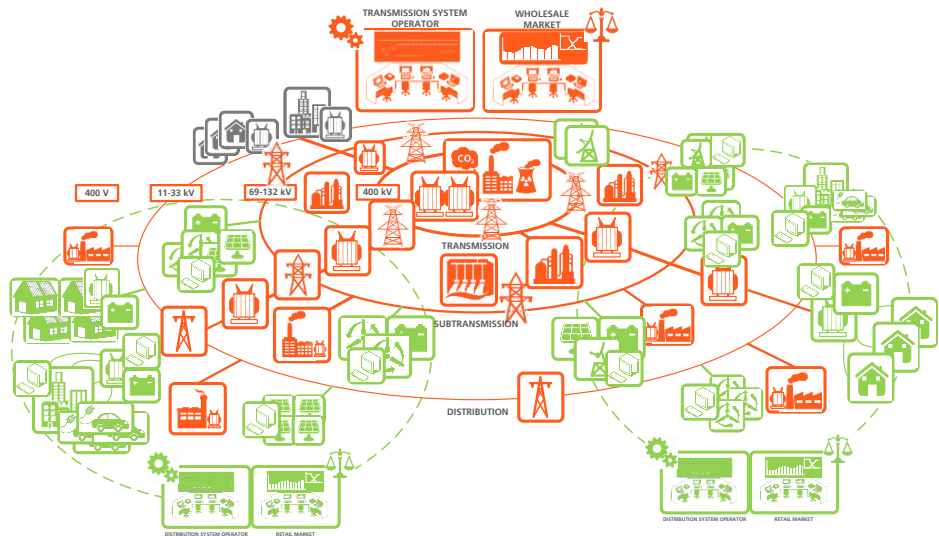 TRANSMISSION SYSTEM
OPERATOR
WHOLESALE
MARKET
CO₂
400 V
11-33 kV
69-132 kV
400 kV
TRANSMISSION
SUBTRANSMISSION
DISTRIBUTION
DISTRIBUTION SYSTEM OPERATOR
RETAIL MARKET
DISTRIBUTION SYSTEM OPERATOR
RETAIL MARKET